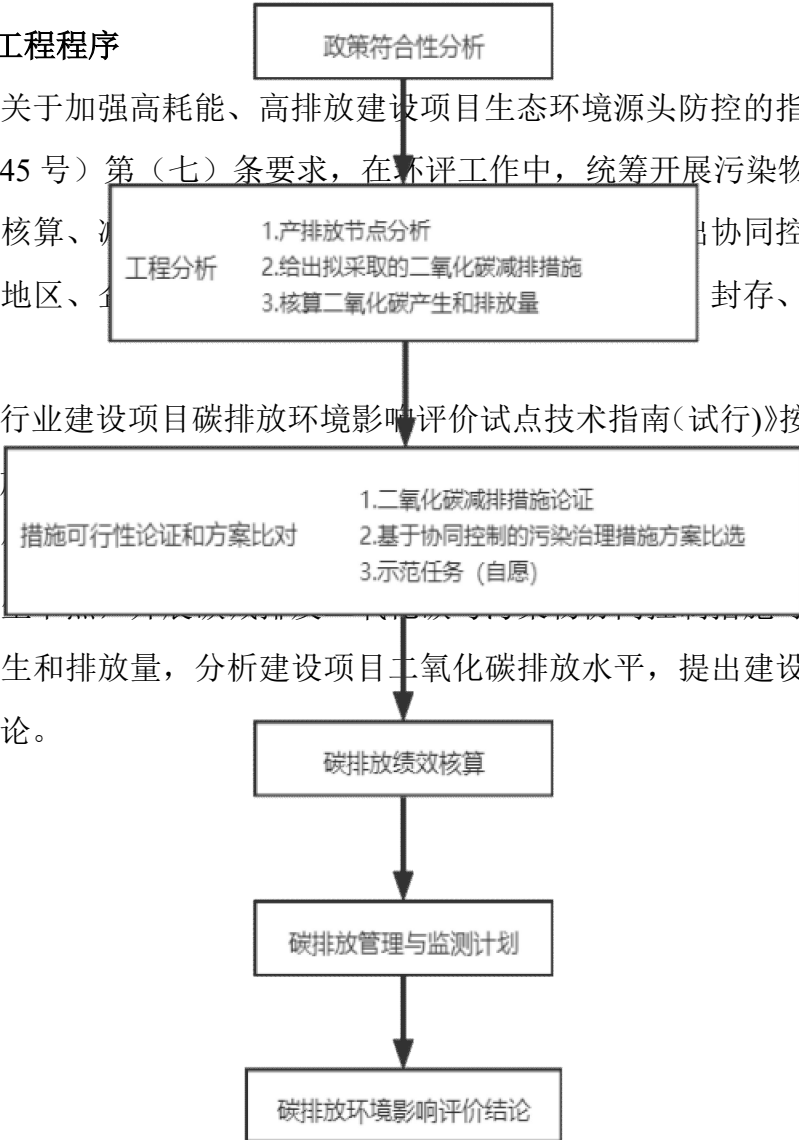 工程程序
政策符合性分析
关于加强高耗能、高排放建设项目生态环境源头防控的指
45 号）第（七）条要求，在环评工作中，统筹开展污染物
核算、
出协同控
地区、
封存、
工程分析
1.产排放节点分析
2.给出拟采取的二氧化碳减排措施
3.核算二氧化碳产生和排放量
行业建设项目碳排放环境影响评价试点技术指南（试行）》按
措施可行性论证和方案比对
1.二氧化碳减排措施论证
2.基于协同控制的污染治理措施方案比选
3.示范任务（自愿）
生和排放量，分析建设项目二氧化碳排放水平，提出建设
论。
碳排放绩效核算
碳排放管理与监测计划
碳排放环境影响评价结论